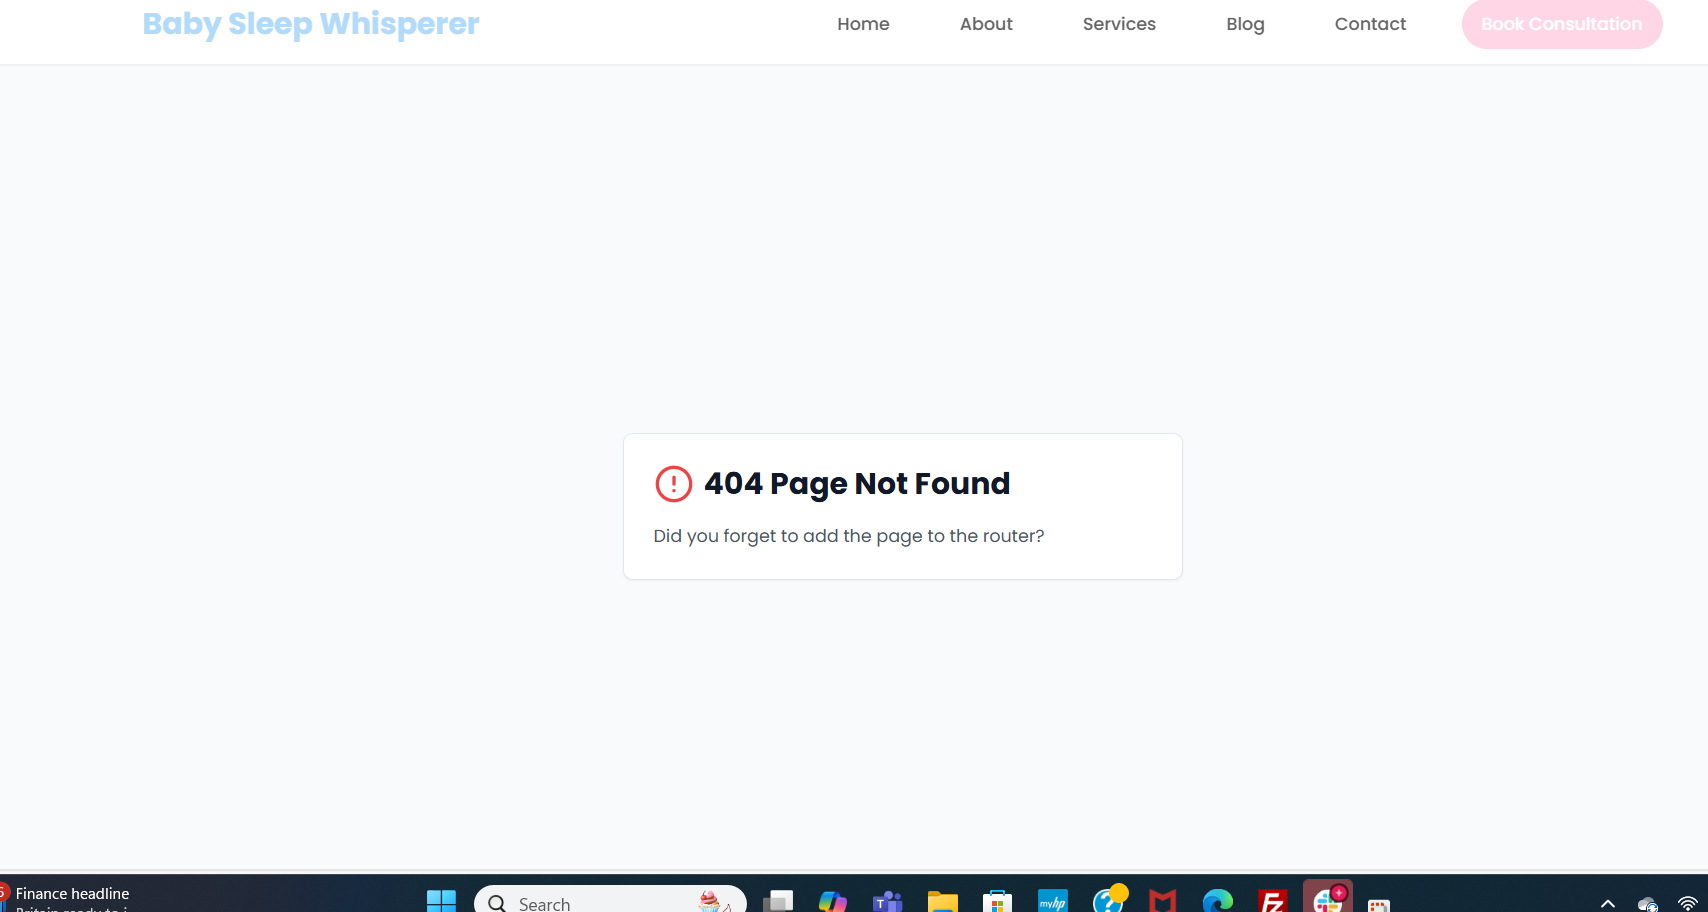 Baby Sleep Whisperer
Home
About
Services
Blog
Contact
Book Consultation
404 Page Not Found
Did you forget to add the page to the router?
Finance headline
Search
myhp